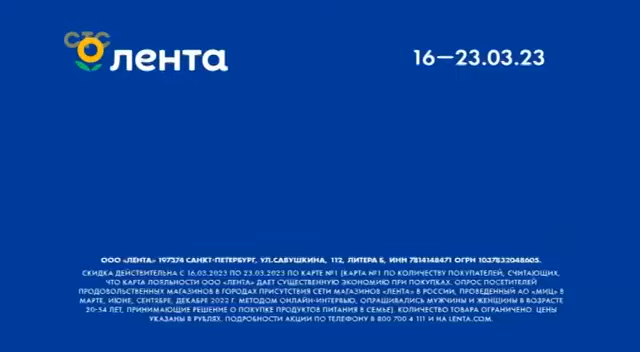 СТС
лента
16—23.03.23
ООО «ЛЕНТА» 197374 САНКТ-ПЕТЕРБУРГ, УЛ.САВУШКИНА, 112, ЛИТЕРА Б, ИНН 7814148471 ОГРН 1037832048605.
СКИДКА ДЕЙСТВИТЕЛЬНА С 16.03.2023 ПО 23.03.2023 ПО КАРТЕ №1 (КАРТА №1 ПО КОЛИЧЕСТВУ ПОКУПАТЕЛЕЙ, СЧИТАЮЩИХ,
ЧТО КАРТА ЛОЯЛЬНОСТИ ООО «ЛЕНТА» ДАЕТ СУЩЕСТВЕННУЮ ЭКОНОМИЮ ПРИ ПОКУПКАХ. ОПРОС ПОСЕТИТЕЛЕЙ
ПРОДОВОЛЬСТВЕННЫХ МАГАЗИНОВ В ГОРОДАХ ПРИСУТСТВИЯ СЕТИ МАГАЗИНОВ «ЛЕНТА» В РОССИИ, ПРОВЕДЕННЫЙ АО «МИЦ» В
МАРТЕ, ИЮНЕ, СЕНТЯБРЕ, ДЕКАБРЕ 2022 Г. МЕТОДОМ ОНЛАЙН-ИНТЕРВЬЮ, ОПРАШИВАЛИСЬ МУЖЧИНЫ И ЖЕНЩИНЫ В ВОЗРАСТЕ
20-54 ЛЕТ, ПРИНИМАЮЩИЕ РЕШЕНИЕ О ПОКУПКЕ ПРОДУКТОВ ПИТАНИЯ В СЕМЬЕ). КОЛИЧЕСТВО ТОВАРА ОГРАНИЧЕНО. ЦЕНЫ
УКАЗАНЫ В РУБЛЯХ. ПОДРОБНОСТИ АКЦИИ ПО ТЕЛЕФОНУ 8 800 700 4 111 И НА LENTA.COM.